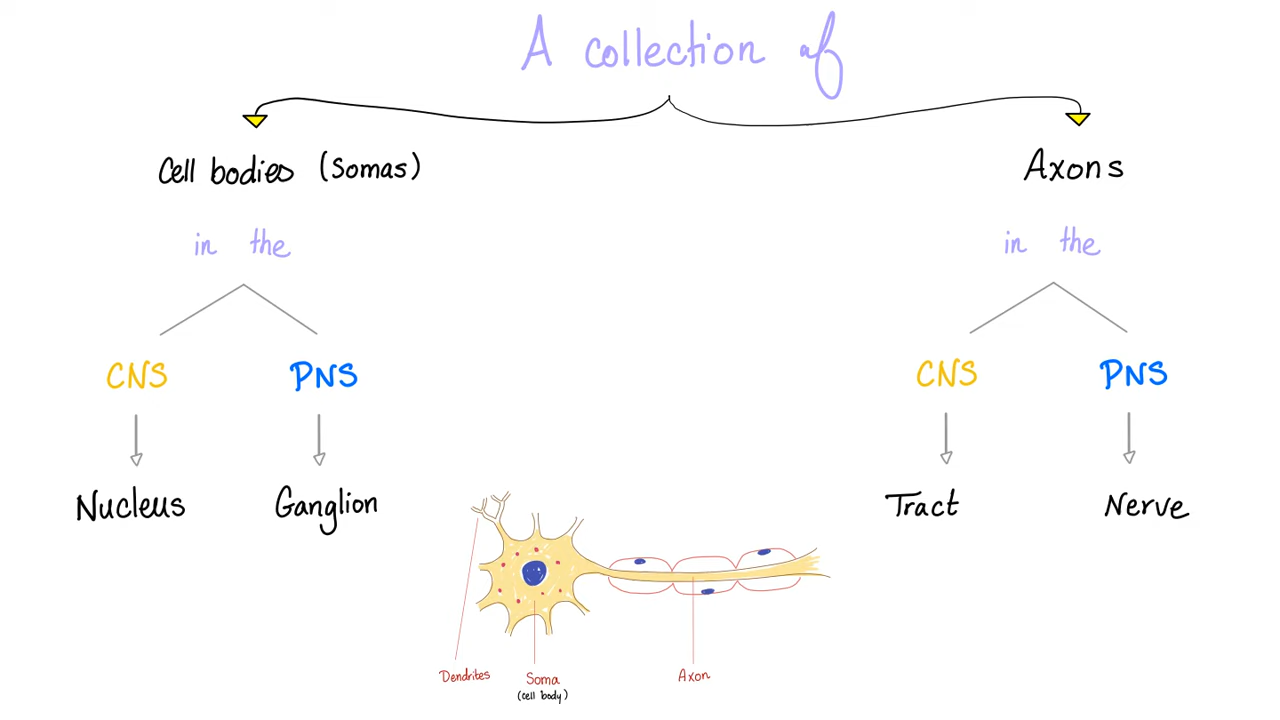 A collection of
Cell bodies (Somas)
Axons
in the
in the
CNS
PNS
CNS
PNS
Nucleus
Ganglion
Tract
Nerve
Dendrites
Soma
(cell body)
Axon